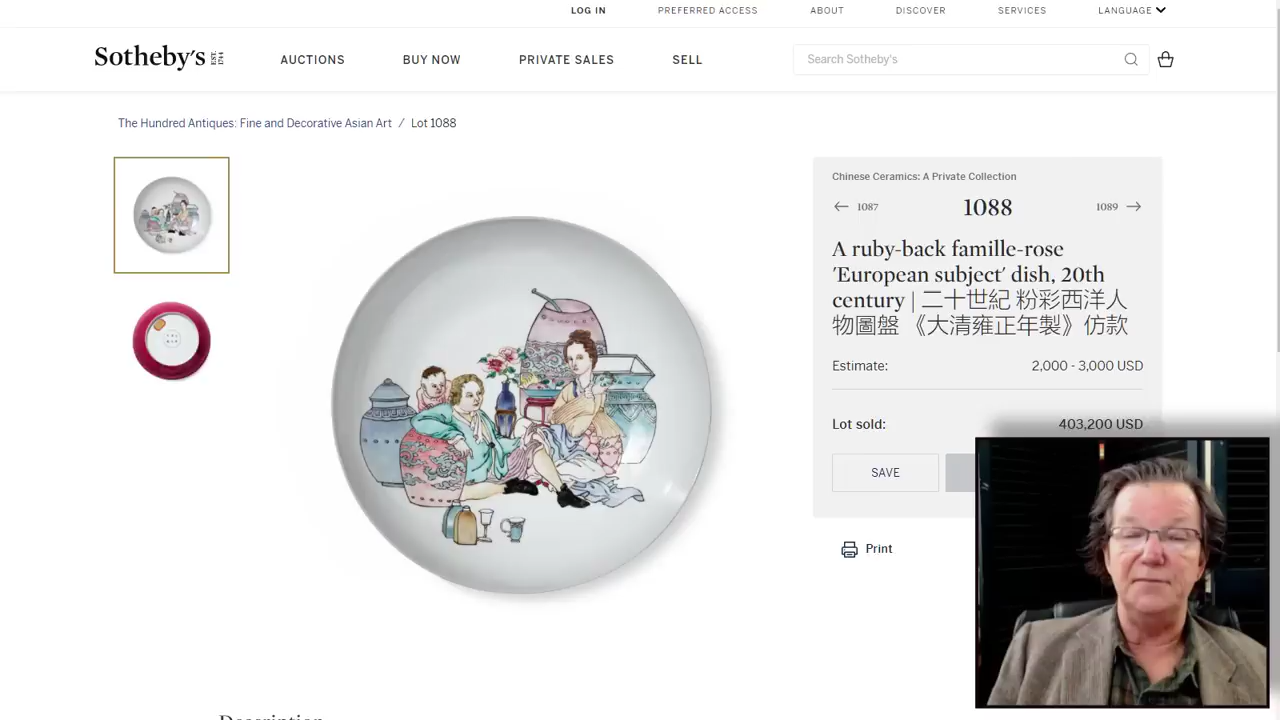 LOG IN
PREFERRED ACCESS
ABOUT
DISCOVER
SERVICES
LANGUAGE
Sotheby's EST. 1744
AUCTIONS
BUY NOW
PRIVATE SALES
SELL
Search Sotheby's
The Hundred Antiques: Fine and Decorative Asian Art / Lot 1088
Chinese Ceramics: A Private Collection
← 1087
1088
1089 →
A ruby-back famille-rose
'European subject' dish, 20th
century | 二十世紀 粉彩西洋人
物圖盤 《大清雍正年製》仿款
Estimate: 2,000 - 3,000 USD
Lot sold: 403,200 USD
SAVE
Print
Description